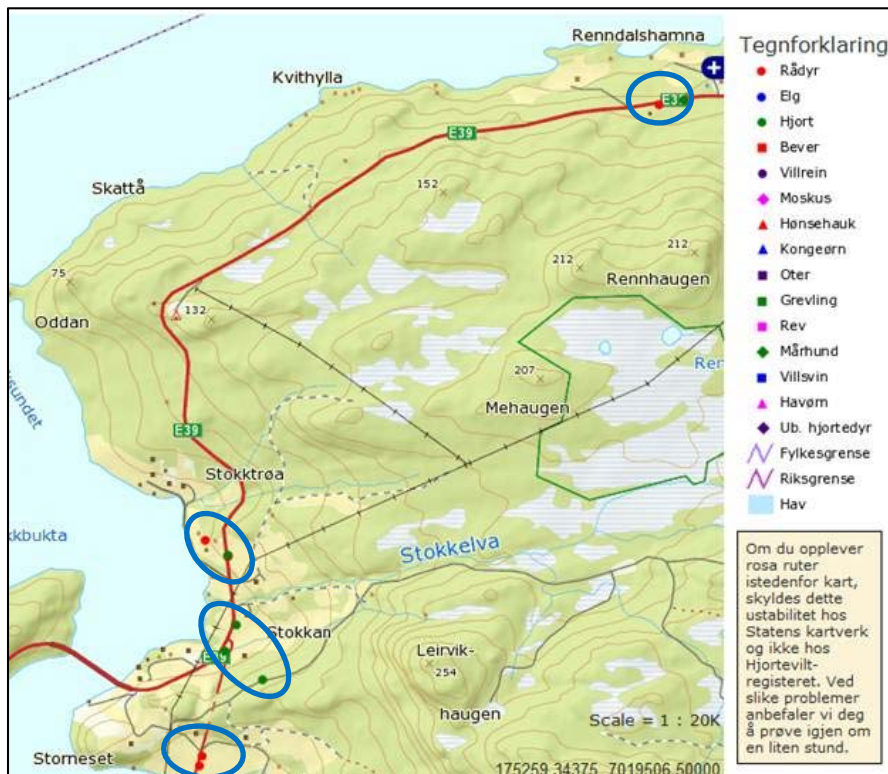 Renndalshamna
Kvithylla
E39
E39
Skattå
152
212
212
75
Rennhaugen
132
Oddan
207
Mehaugen
E39
Stokktrøa
Stokkelva
Stokkan
Leirvik-
254
haugen
Scale = 1 : 20K
Storneset
175259.34375, 7019506.50000
Tegnforklaring
Rådyr
Elg
Hjort
Bever
Villrein
Moskus
Hønsehauk
Kongeørn
Oter
Grevling
Rev
Mårhund
Villsvin
Havørn
Ub. hjortedyr
Fylkesgrense
Riksgrense
Hav
Om du opplever
rosa ruter
istedenfor kart,
skyldes dette
ustabilitet hos
Statens kartverk
og ikke hos
Hjortevilt-
registeret. Ved
slike problemer
anbefaler vi deg
å prøve igjen om
en liten stund.